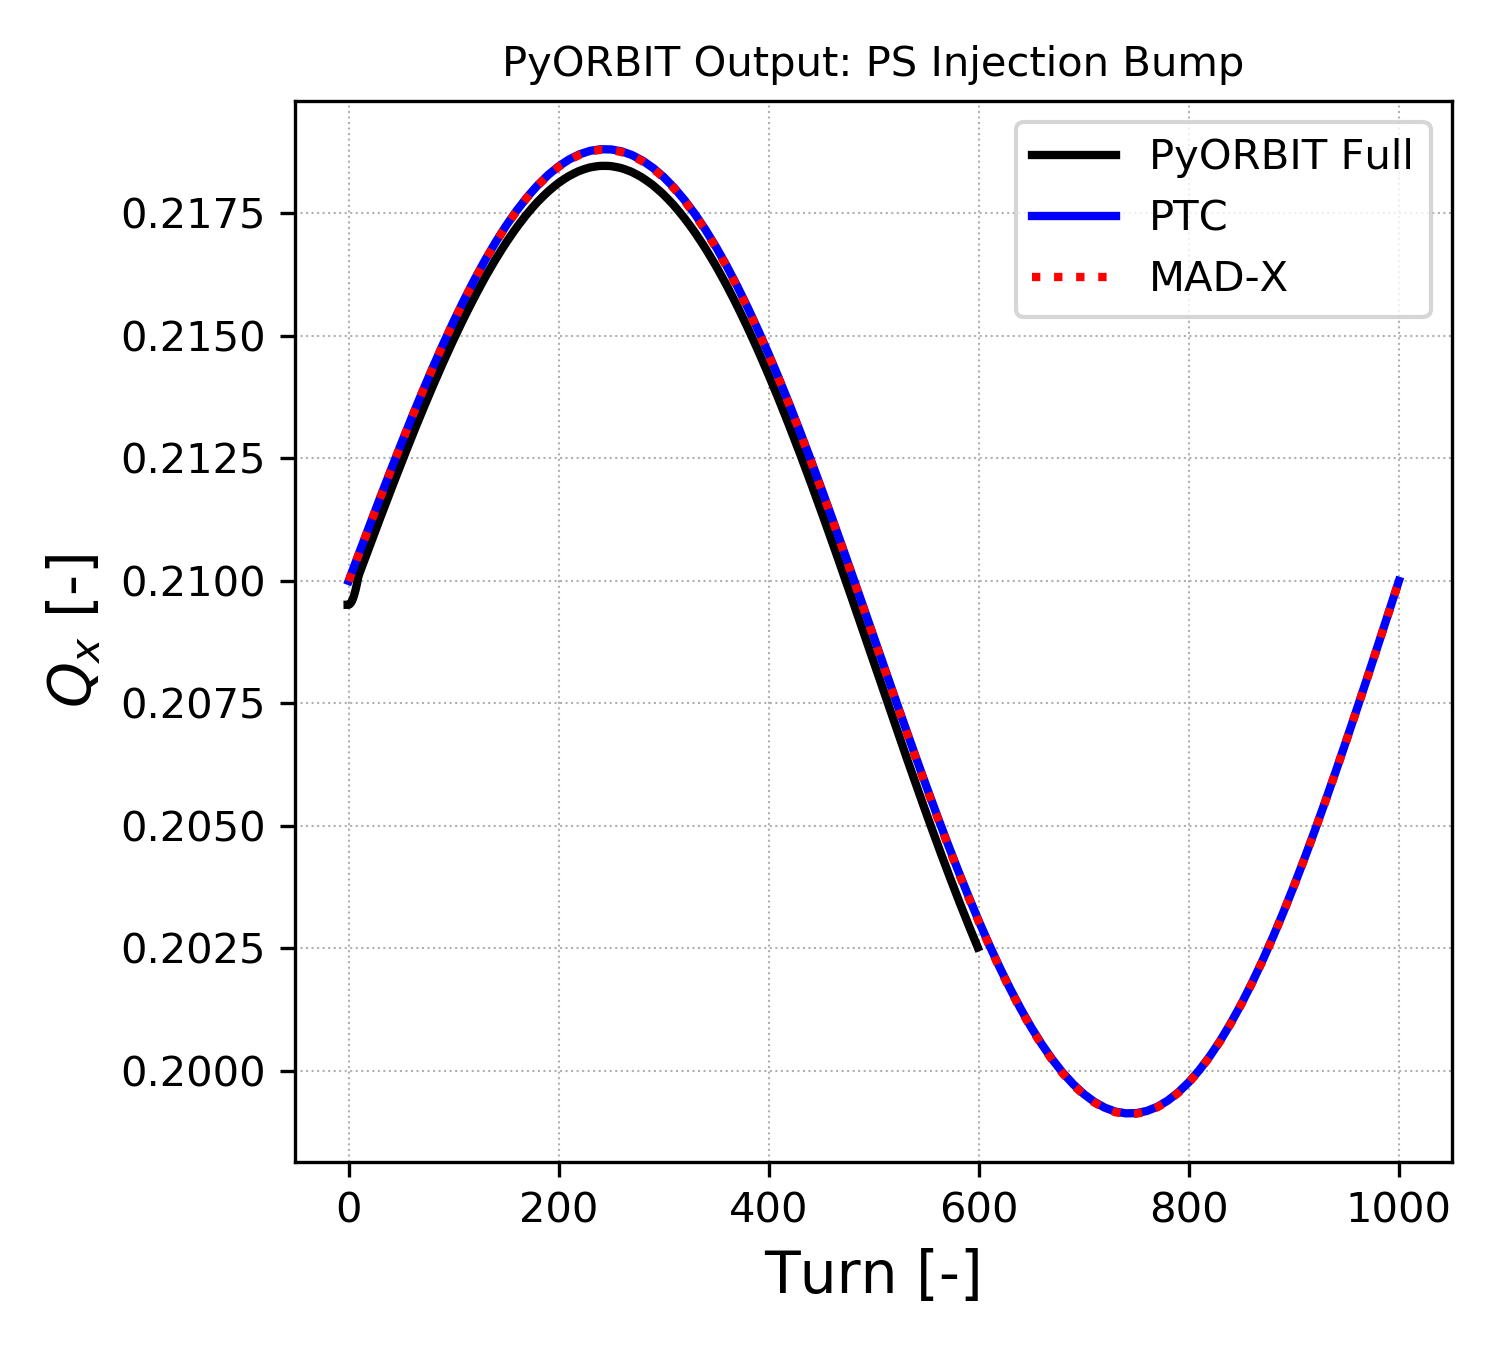 PyORBIT Output: PS Injection Bump
PyORBIT Full
PTC
MAD-X
0.2175
0.2150
0.2125
0.2100
0.2075
0.2050
0.2025
0.2000
Qx [-]
0 200 400 600 800 1000
Turn [-]